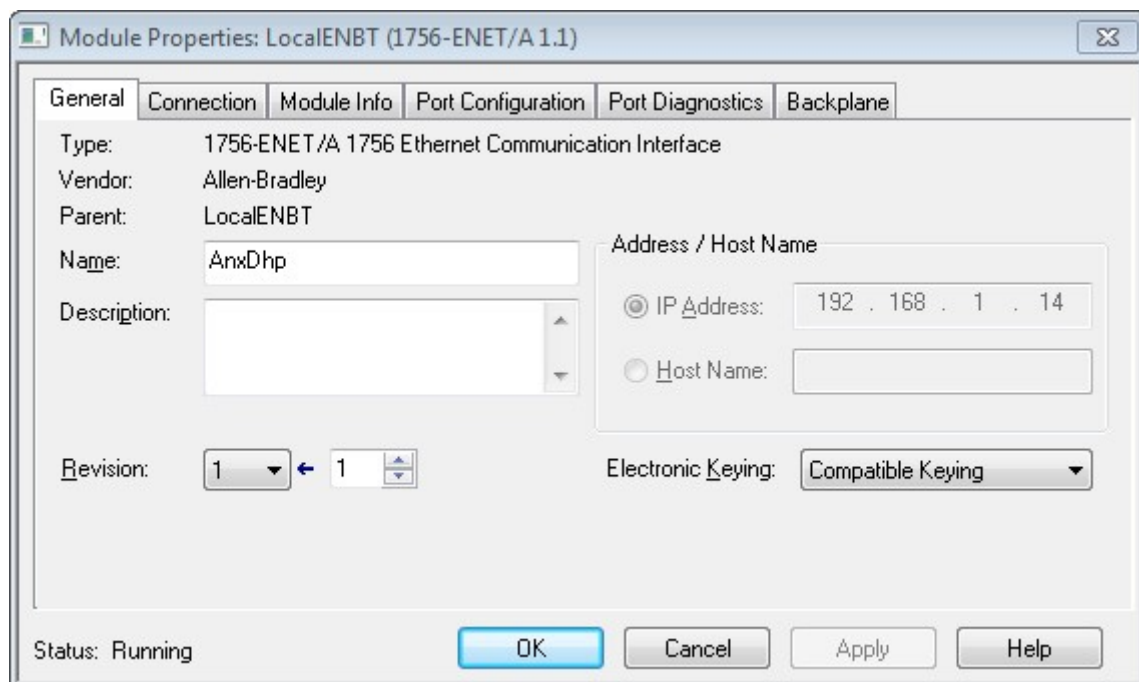 Module Properties: LocalENBT (1756-ENET/A 1.1)
General Connection Module Info Port Configuration Port Diagnostics Backplane
Type: 1756-ENET/A 1756 Ethernet Communication Interface
Vendor: Allen-Bradley
Parent: LocalENBT
Name: AnxDhp
Address / Host Name
Description:
IP Address: 192 . 168 . 1 . 14
Host Name:
Revision: 1 1
Electronic Keying: Compatible Keying
Status: Running
OK Cancel Apply Help